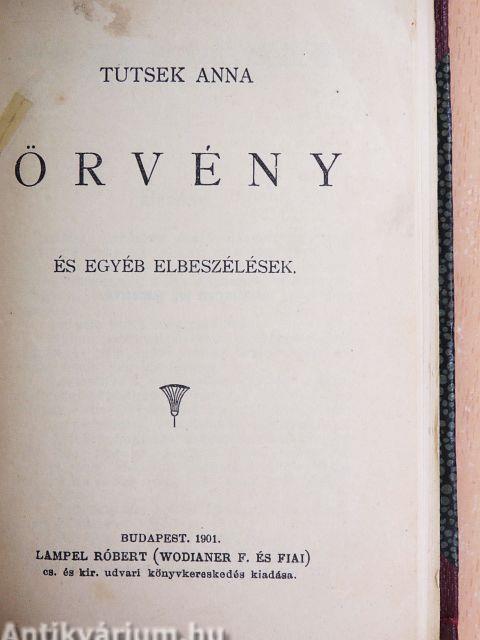 TUTSEK ANNA
ÖRVÉNY
ÉS EGYÉB ELBESZÉLÉSEK.
BUDAPEST. 1901.
LAMPEL RÓBERT (WODIANER F. ÉS FIAI)
cs. és kir. udvari könyvkereskedés kiadása.
Antikvárium.hu